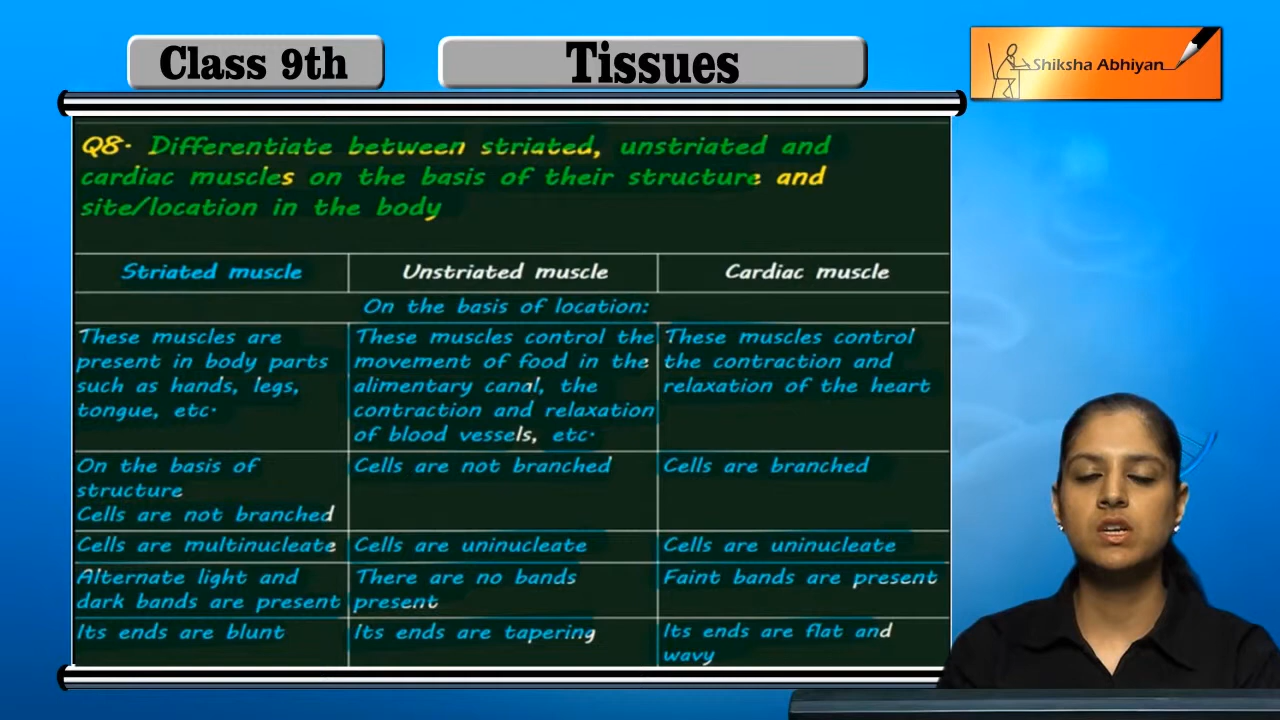 Class 9th
Tissues
Shiksha Abhiyan
Q8. Differentiate between striated, unstriated and
cardiac muscles on the basis of their structure and
site/location in the body
Striated muscle
Unstriated muscle
Cardiac muscle
On the basis of location:
These muscles are
present in body parts
such as hands, legs,
tongue, etc.
These muscles control the
movement of food in the
alimentary canal, the
contraction and relaxation
of blood vessels, etc.
These muscles control
the contraction and
relaxation of the heart
On the basis of
structure
Cells are not branched
Cells are not branched
Cells are branched
Cells are multinucleate
Cells are uninucleate
Cells are uninucleate
Alternate light and
dark bands are present
There are no bands
present
Faint bands are present
Its ends are blunt
Its ends are tapering
Its ends are flat and
wavy